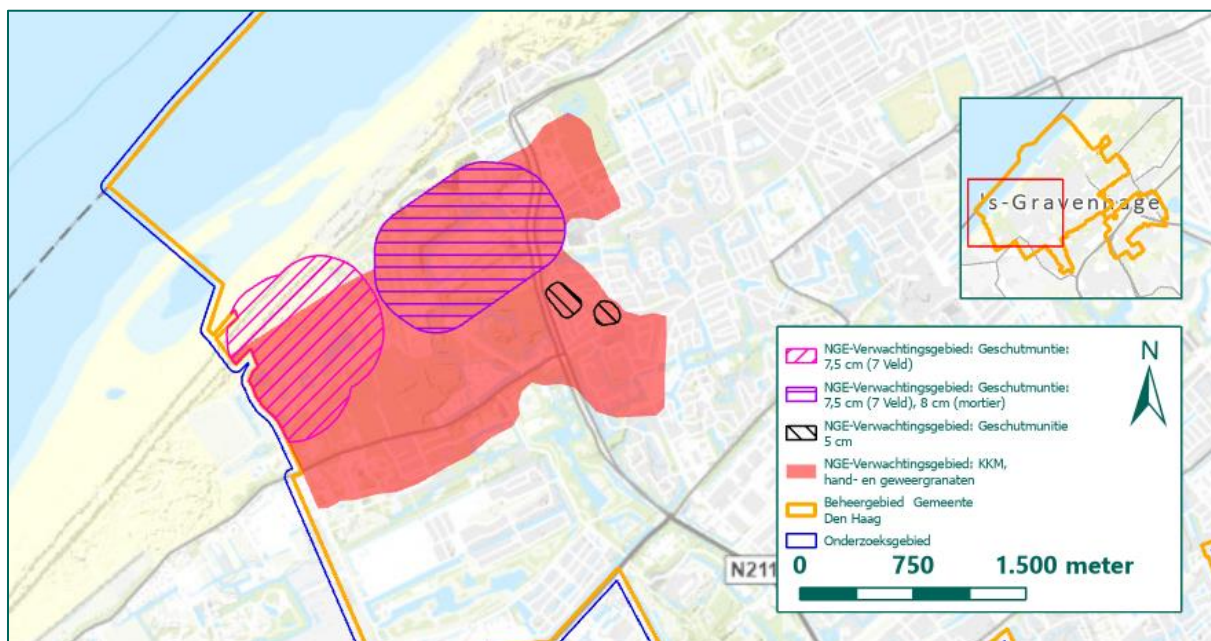 's-Gravenhage
NGE-Verwachtingsgebied: Geschutmuntie:
7,5 cm (7 Veld)
NGE-Verwachtingsgebied: Geschutmuntie:
7,5 cm (7 Veld), 8 cm (mortier)
NGE-Verwachtingsgebied: Geschutmunitie
5 cm
NGE-Verwachtingsgebied: KKM,
hand- en geweergranaten
Beheergebied Gemeente
Den Haag
Onderzoeksgebied
N
0 750 1.500 meter
N211